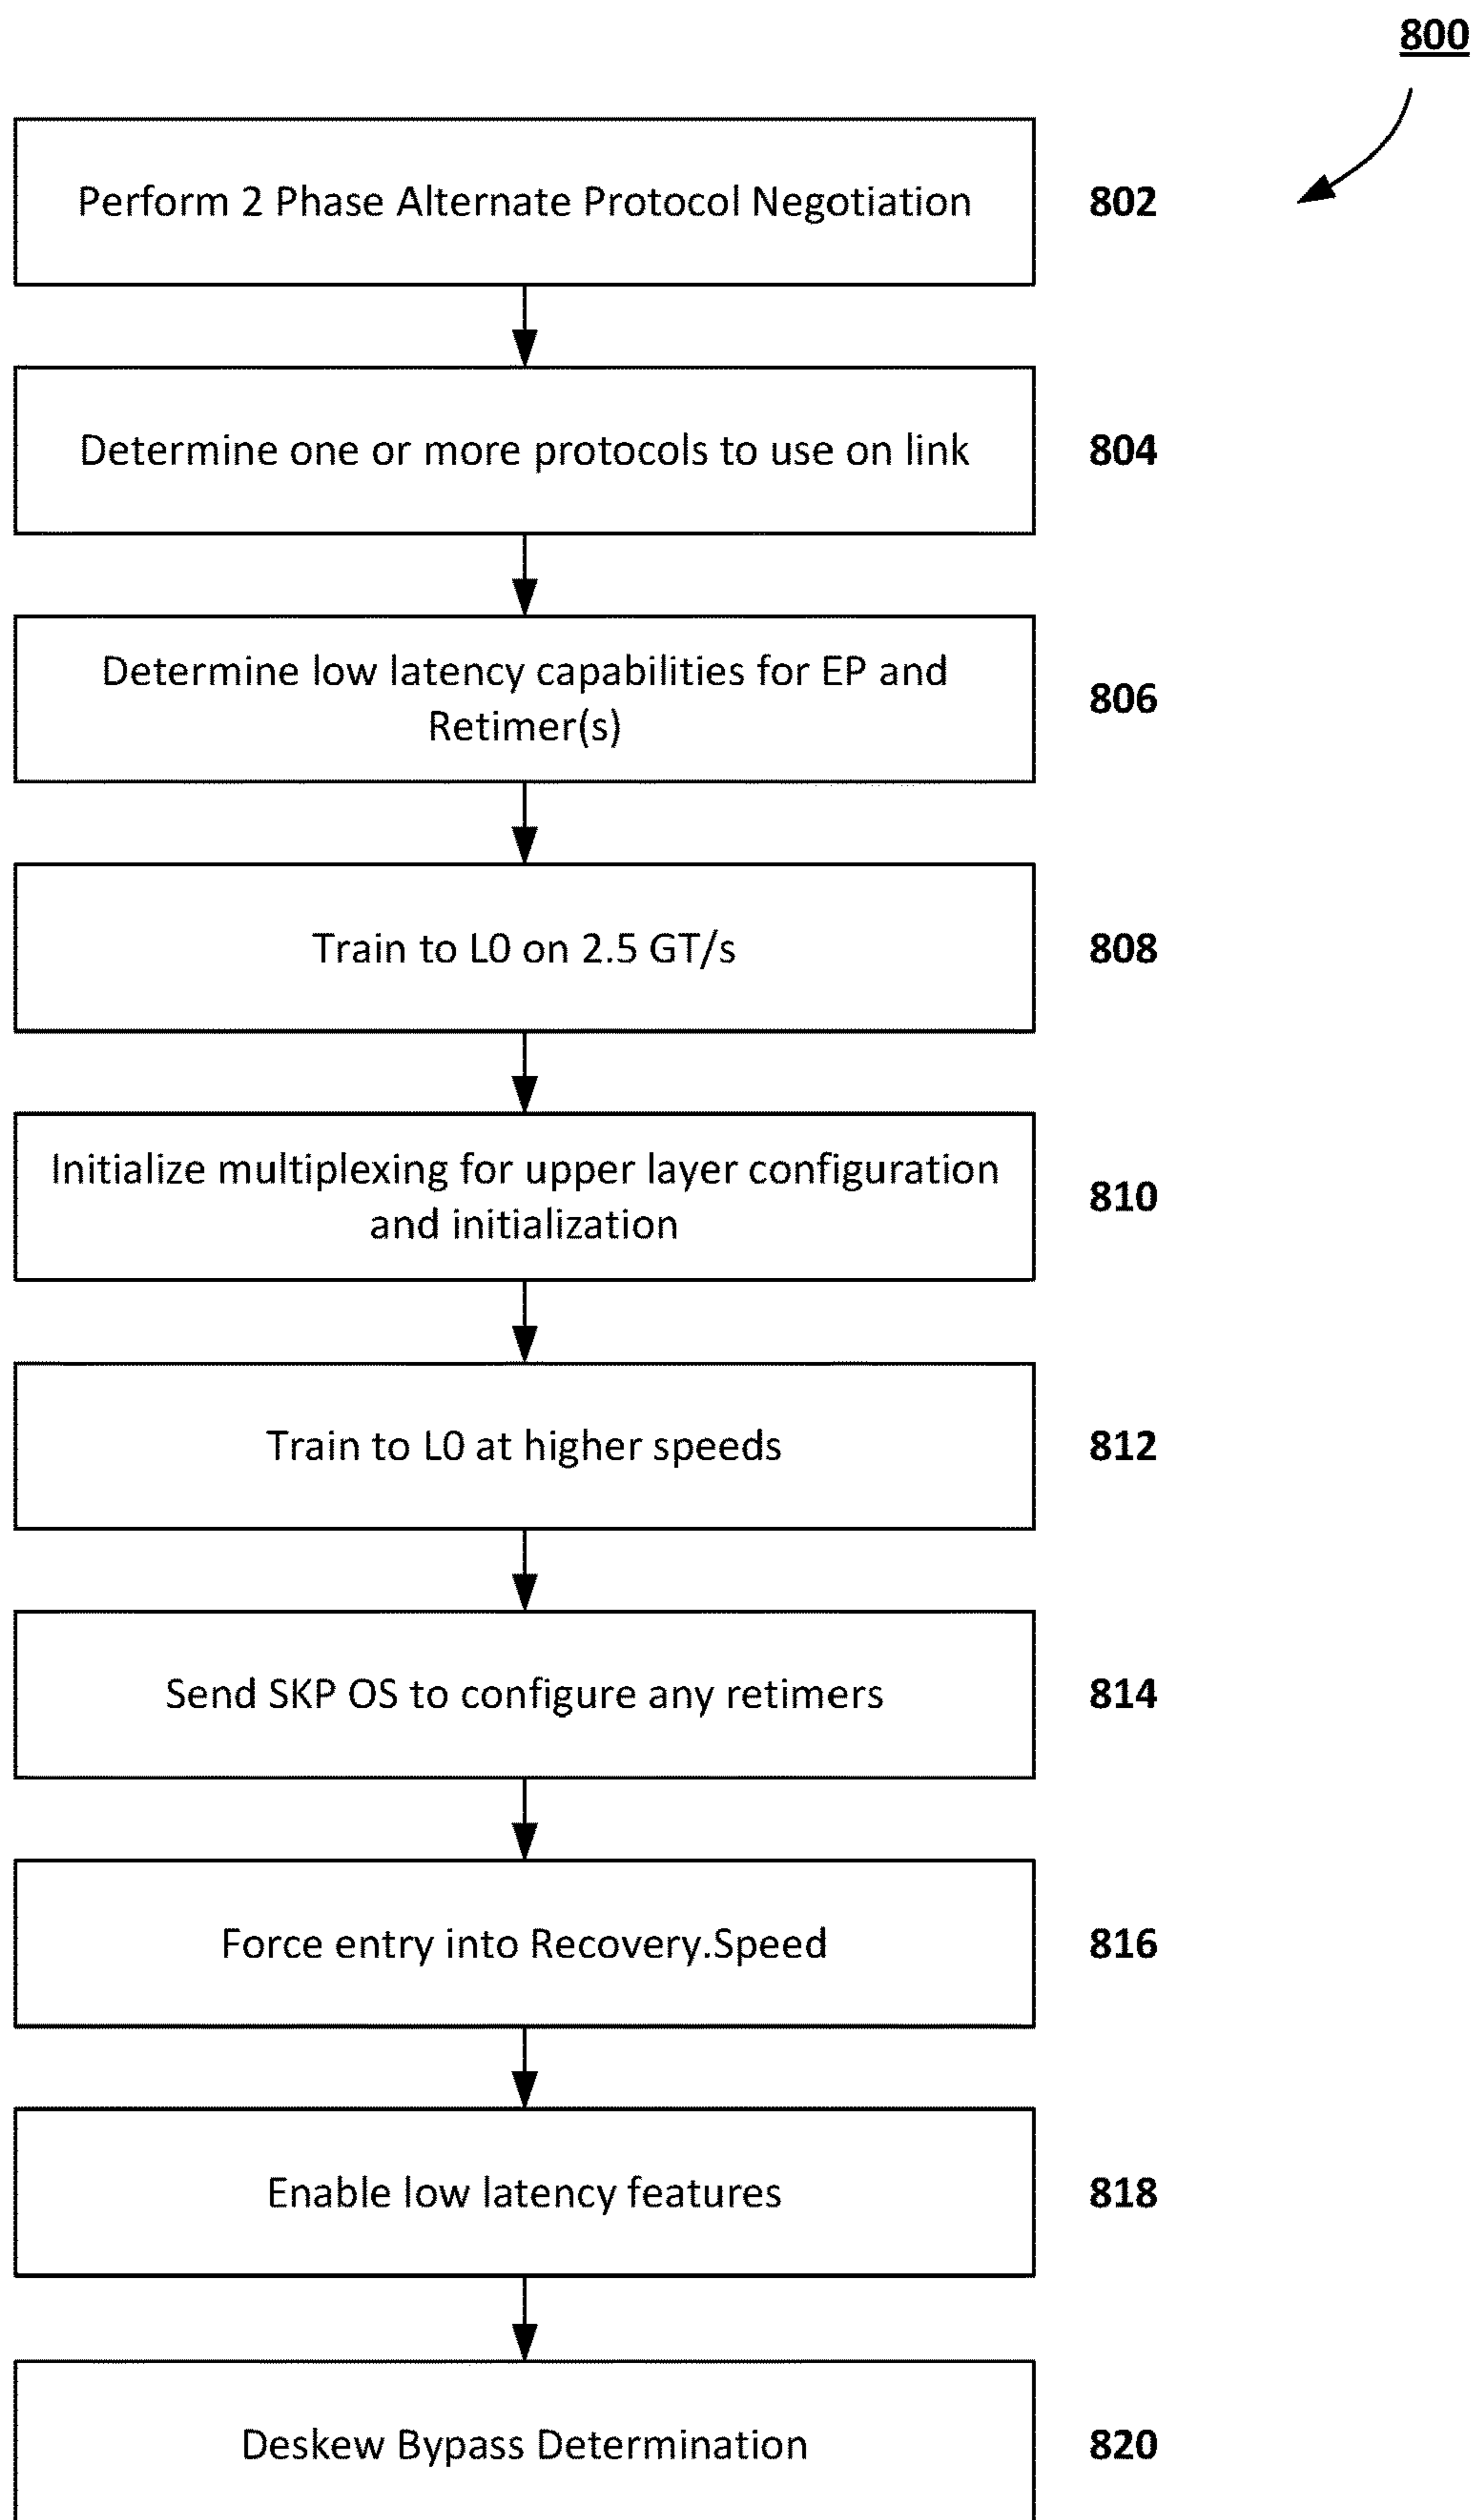 800
Perform 2 Phase Alternate Protocol Negotiation
802
Determine one or more protocols to use on link
804
Determine low latency capabilities for EP and
Retimer(s)
806
Train to L0 on 2.5 GT/s
808
Initialize multiplexing for upper layer configuration
and initialization
810
Train to L0 at higher speeds
812
Send SKP OS to configure any retimers
814
Force entry into Recovery.Speed
816
Enable low latency features
818
Deskew Bypass Determination
820